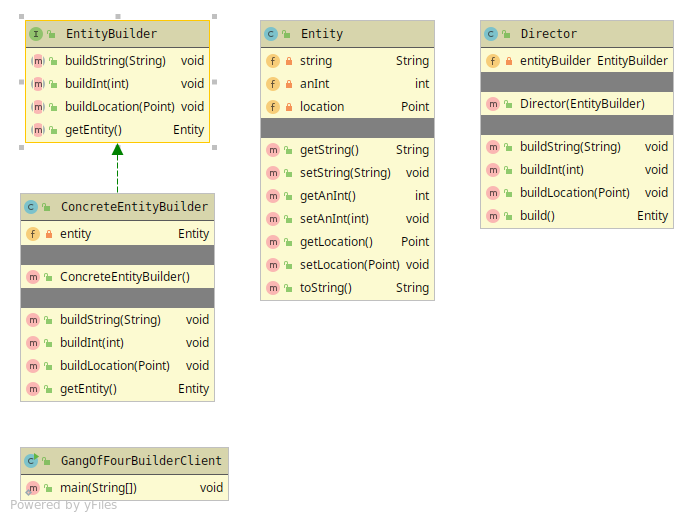 EntityBuilder
buildString(String) void
buildInt(int) void
buildLocation(Point) void
getEntity() Entity
Entity
string String
anInt int
location Point
getString() String
setString(String) void
getAnInt() int
setAnInt(int) void
getLocation() Point
setLocation(Point) void
toString() String
Director
entityBuilder EntityBuilder
Director(EntityBuilder)
buildString(String) void
buildInt(int) void
buildLocation(Point) void
build() Entity
ConcreteEntityBuilder
entity Entity
ConcreteEntityBuilder()
buildString(String) void
buildInt(int) void
buildLocation(Point) void
getEntity() Entity
GangOfFourBuilderClient
main(String[]) void
Powered by yFiles